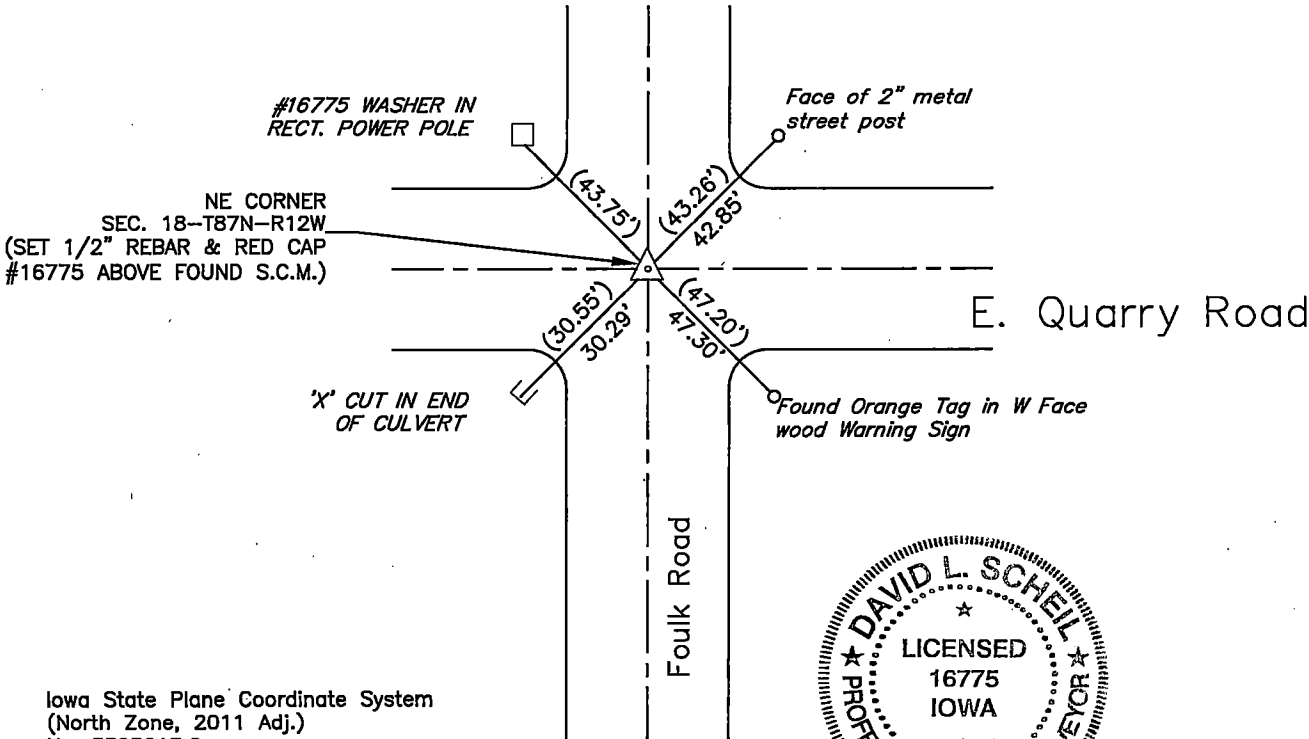 #16775 WASHER IN
RECT. POWER POLE
Face of 2" metal
street post
NE CORNER
SEC. 18-T87N-R12W
(SET 1/2" REBAR & RED CAP
#16775 ABOVE FOUND S.C.M.)
(43.75')
(43.26')
42.85'
(30.55')
30.29'
(47.20')
47.30'
E. Quarry Road
'X' CUT IN END
OF CULVERT
Found Orange Tag in W Face
wood Warning Sign
Foulk Road
DAVID L. SCHEIL
LICENSED
16775
IOWA
Iowa State Plane Coordinate System
(North Zone, 2011 Adj.)